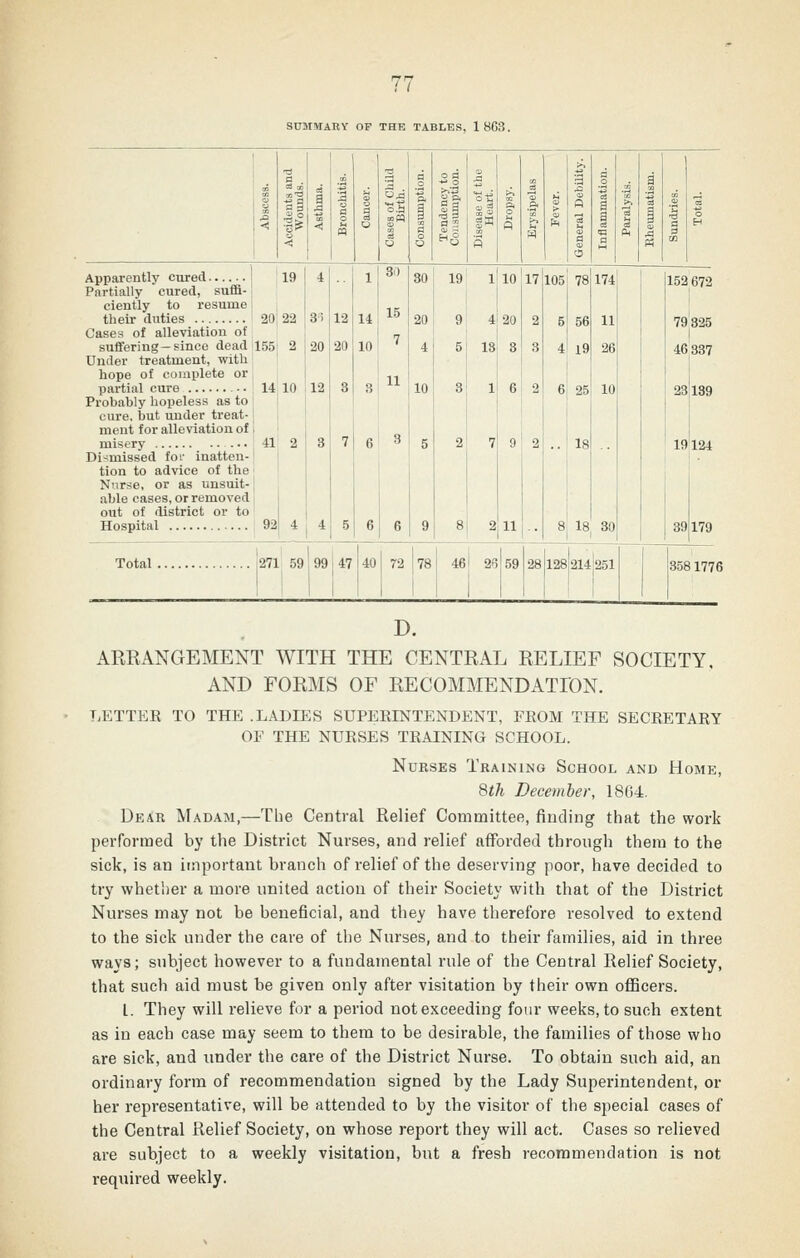 77
SUMMARY OF THE TABLES, 1863.
Abscess. Accidents and Wounds. Asthma. Bronchitis. Cancer. Cases of Child Birth. Consumption. Tendency to Consumption. Disease of the Heart. Dropsy. Erysipelas Fever. General Debility. Inflammation. Paralysis. Rheumatism. Sundries. Total.
Apparently cured...... 19 4 .. 1 30 30 19 1 10 17 105 78 174 152 672
Partially cured, suffi-
ciently to resume
their duties ........ 20 22 33 12 14 15 20 9 4 20 2 5 56 11 79 325
Cases of alleviation of
suffering—since dead 155 2 20 20 10 7 4 5 13 3 3 4 19 26 46 337
Under treatment, with
hope of complete or
partial cure .......... 14 10 12 3 3 11 10 3 1 6 2 6 25 10 23 139
Probably hopeless as to
cure, but under treat-
ment for alleviation of
misery ............ 41 2 3 7 6 3 5 2 7 9 2 .. 18 .. 19 124
Dismissed for inatten-
tion to advice of the
Nurse, or as unsuit-
able cases, or removed
out of district or to
Hospital ............ 92 4 4 5 6 6 9 8 2 11 .. 8 18 30 39 179
Total .............. 271 59 99 47 40 72 78 46 26 59 28 128 214 251 358 1776
D.
ARRANGEMENT WITH THE CENTRAL RELIEF SOCIETY,
AND FORMS OF RECOMMENDATION.
LETTER TO THE LADIES SUPERINTENDENT, FROM THE SECRETARY
OF THE NURSES TRAINING SCHOOL.
Nurses Training School and Home,
8th December, 1864.
Dear Madam,—The Central Relief Committee, finding that the work
performed by the District Nurses, and relief afforded through them to the
sick, is an important branch of relief of the deserving poor, have decided to
try whether a more united action of their Society with that of the District
Nurses may not be beneficial, and they have therefore resolved to extend
to the sick under the care of the Nurses, and to their families, aid in three
ways; subject however to a fundamental rule of the Central Relief Society,
that such aid must be given only after visitation by their own officers.
1. They will relieve for a period not exceeding four weeks, to such extent
as in each case may seem to them to be desirable, the families of those who
are sick, and under the care of the District Nurse. To obtain such aid, an
ordinary form of recommendation signed by the Lady Superintendent, or
her representative, will be attended to by the visitor of the special cases of
the Central Relief Society, on whose report they will act. Cases so relieved
are subject to a weekly visitation, but a fresh recommendation is not
required weekly.